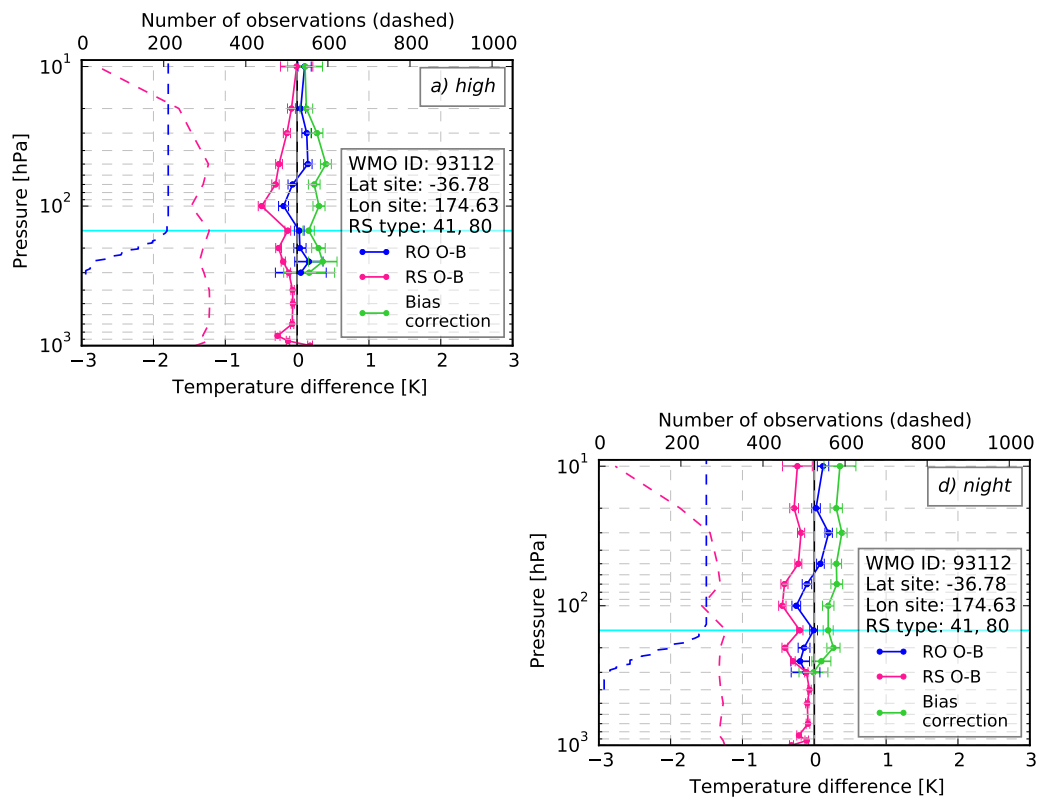 Number of observations (dashed)
0 200 400 600 800 1000
a) high
10¹
10²
10³
Pressure [hPa]
WMO ID: 93112
Lat site: -36.78
Lon site: 174.63
RS type: 41, 80
RO O-B
RS O-B
Bias
correction
−3 −2 −1 0 1 2 3
Temperature difference [K]
Number of observations (dashed)
0 200 400 600 800 1000
d) night
10¹
10²
10³
Pressure [hPa]
WMO ID: 93112
Lat site: -36.78
Lon site: 174.63
RS type: 41, 80
RO O-B
RS O-B
Bias
correction
−3 −2 −1 0 1 2 3
Temperature difference [K]